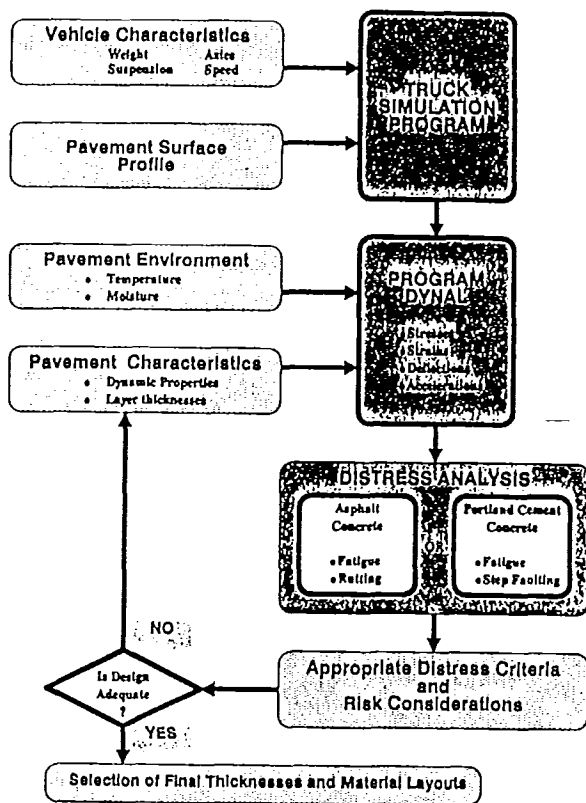 Vehicle Characteristics
Weight Axles
Suspension Speed
TRUCK
SIMULATION
PROGRAM
Pavement Surface
Profile
Pavement Environment
• Temperature
• Moisture
PROGRAM
DYNAL
• Stresses
• Strains
• Deflections
• Accelerations
Pavement Characteristics
• Dynamic Properties
• Layer thicknesses
DISTRESS ANALYSIS
Asphalt
Concrete
• Fatigue
• Rutting
or
Portland Cement
Concrete
• Fatigue
• Step Faulting
Appropriate Distress Criteria
and
Risk Considerations
NO
Is Design
Adequate
?
YES
Selection of Final Thicknesses and Material Layouts